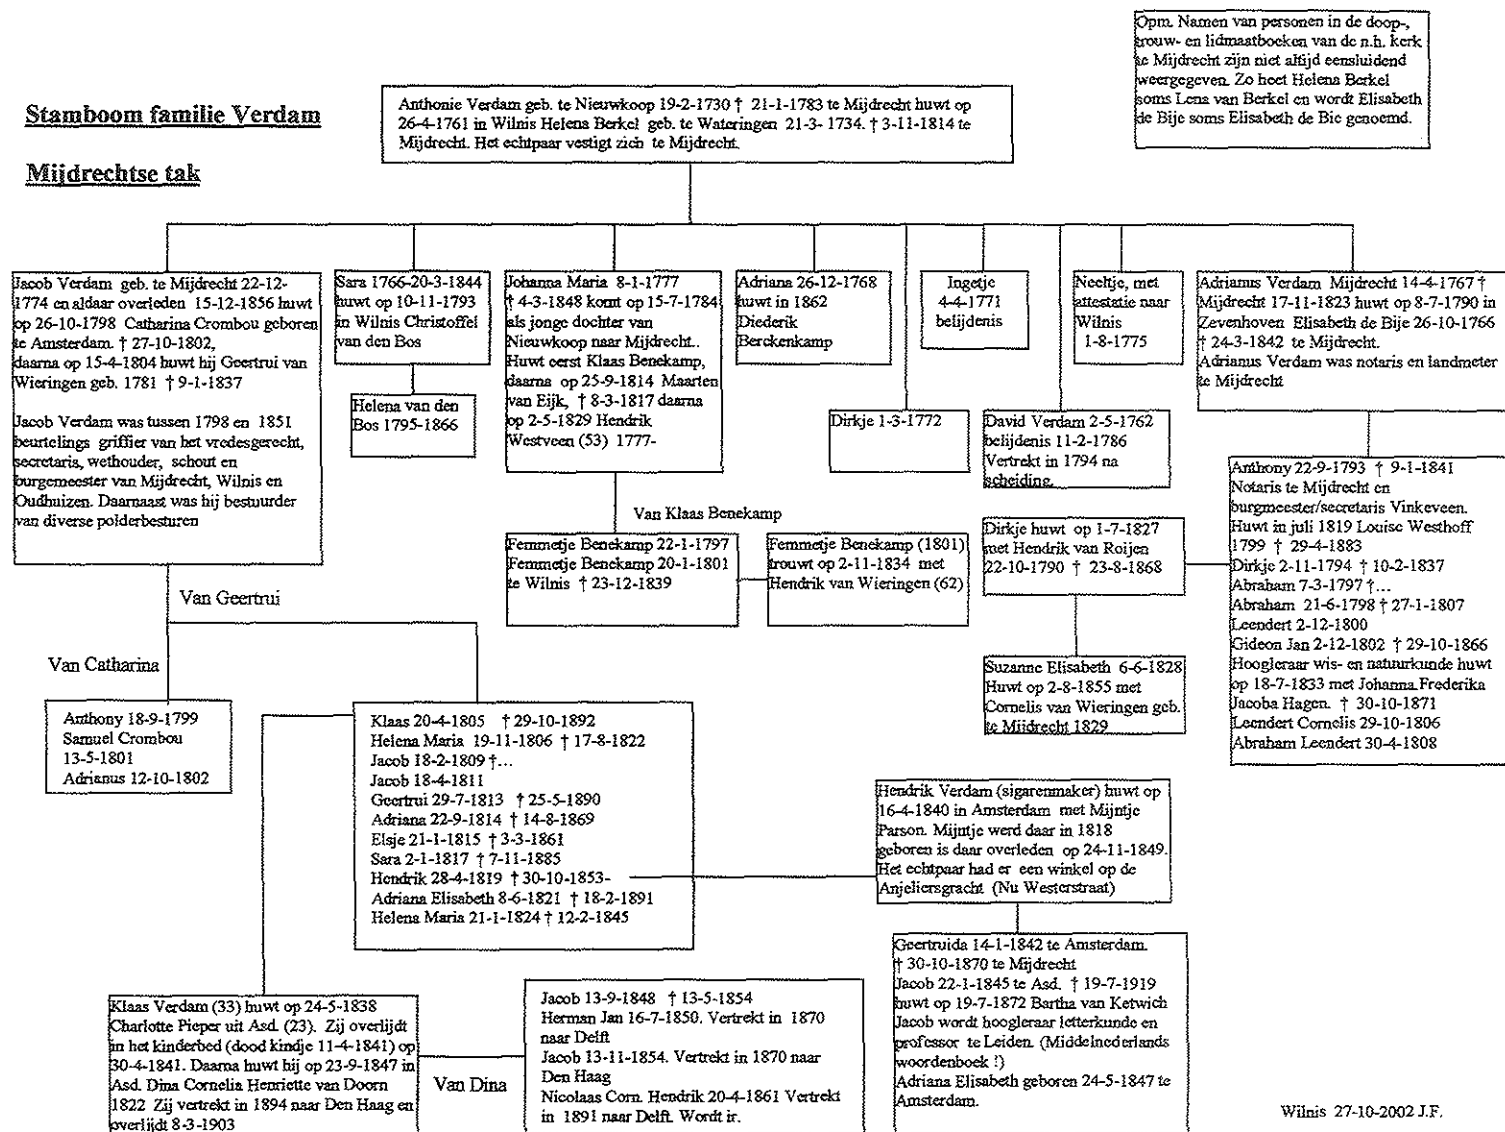 Opm. Namen van personen in de doop-,
trouw- en lidmaatboeken van de n.h. kerk
te Mijdrecht zijn niet altijd eensluidend
weergegeven. Zo heet Helena Berkel
soms Lena van Berkel en wordt Elisabeth
de Bije soms Elisabeth de Bie genoemd.
Stamboom familie Verdam
Mijdrechtse tak
Anthonie Verdam geb. te Nieuwkoop 19-2-1730 † 21-1-1783 te Mijdrecht huwt op
26-4-1761 in Wilnis Helena Berkel geb. te Wateringen 21-3- 1734. † 3-11-1814 te
Mijdrecht. Het echtpaar vestigt zich te Mijdrecht.
Jacob Verdam geb. te Mijdrecht 22-12-
1774 en aldaar overleden 15-12-1856 huwt
op 26-10-1798 Catharina Crombou geboren
te Amsterdam. † 27-10-1802,
daarna op 15-4-1804 huwt hij Geertrui van
Wieringen geb. 1781 † 9-1-1837
Jacob Verdam was tussen 1798 en 1851
beurtelings griffier van het vredesgerecht,
secretaris, wethouder, schout en
burgemeester van Mijdrecht, Wilnis en
Oudhuizen. Daarnaast was hij bestuurder
van diverse polderbesturen
Sara 1766-20-3-1844
huwt op 10-11-1793
in Wilnis Christoffel
van den Bos
Helena van den
Bos 1795-1866
Johanna Maria 8-1-1777
† 4-3-1848 komt op 15-7-1784
als jonge dochter van
Nieuwkoop naar Mijdrecht..
Huwt eerst Klaas Benekamp,
daarna op 25-9-1814 Maarten
van Eijk, † 8-3-1817 daarna
op 2-5-1829 Hendrik
Westveen (53) 1777-
Adriana 26-12-1768
huwt in 1862
Diederik
Berckenkamp
Dirkje 1-3-1772
Ingetje
4-4-1771
belijdenis
David Verdam 2-5-1762
belijdenis 11-2-1786
Vertrekt in 1794 na
scheiding.
Neeltje, met
attestatie naar
Wilnis
1-8-1775
Adrianus Verdam Mijdrecht 14-4-1767 †
Mijdrecht 17-11-1823 huwt op 8-7-1790 in
Zevenhoven Elisabeth de Bije 26-10-1766
† 24-3-1842 te Mijdrecht.
Adrianus Verdam was notaris en landmeter
te Mijdrecht
Van Klaas Benekamp
Femmetje Benekamp 22-1-1797
Femmetje Benekamp 20-1-1801
te Wilnis † 23-12-1839
Femmetje Benekamp (1801)
trouwt op 2-11-1834 met
Hendrik van Wieringen (62)
Dirkje huwt op 1-7-1827
met Hendrik van Roijen
22-10-1790 † 23-8-1868
Anthony 22-9-1793 † 9-1-1841
Notaris te Mijdrecht en
burgmeester/secretaris Vinkeveen.
Huwt in juli 1819 Louise Westhoff
1799 † 29-4-1883
Dirkje 2-11-1794 † 10-2-1837
Abraham 7-3-1797 †...
Abraham 21-6-1798 † 27-1-1807
Leendert 2-12-1800
Gideon Jan 2-12-1802 † 29-10-1866
Hoogleraar wis- en natuurkunde huwt
op 18-7-1833 met Johanna Frederika
Jacoba Hagen. † 30-10-1871
Leendert Cornelis 29-10-1806
Abraham Leendert 30-4-1808
Suzanne Elisabeth 6-6-1828
Huwt op 2-8-1855 met
Cornelis van Wieringen geb.
te Mijdrecht 1829
Van Geertrui
Van Catharina
Anthony 18-9-1799
Samuel Crombou
13-5-1801
Adrianus 12-10-1802
Klaas 20-4-1805 † 29-10-1892
Helena Maria 19-11-1806 † 17-8-1822
Jacob 18-2-1809 †...
Jacob 18-4-1811
Geertrui 29-7-1813 † 25-5-1890
Adriana 22-9-1814 † 14-8-1869
Elsje 21-1-1815 † 3-3-1861
Sara 2-1-1817 † 7-11-1885
Hendrik 28-4-1819 † 30-10-1853-
Adriana Elisabeth 8-6-1821 † 18-2-1891
Helena Maria 21-1-1824 † 12-2-1845
Hendrik Verdam (sigarenmaker) huwt op
16-4-1840 in Amsterdam met Mijntje
Parson. Mijntje werd daar in 1818
geboren is daar overleden op 24-11-1849.
Het echtpaar had er een winkel op de
Anjeliersgracht (Nu Westerstraat)
Geertruida 14-1-1842 te Amsterdam.
† 30-10-1870 te Mijdrecht
Jacob 22-1-1845 te Asd. † 19-7-1919
huwt op 19-7-1872 Bartha van Ketwich
Jacob wordt hoogleraar letterkunde en
professor te Leiden. (Middelnederlands
woordenboek !)
Adriana Elisabeth geboren 24-5-1847 te
Amsterdam.
Klaas Verdam (33) huwt op 24-5-1838
Charlotte Pieper uit Asd. (23). Zij overlijdt
in het kinderbed (dood kindje 11-4-1841) op
30-4-1841. Daarna huwt hij op 23-9-1847 in
Asd. Dina Cornelia Henriette van Doorn
1822 Zij vertrekt in 1894 naar Den Haag en
overlijdt 8-3-1903
Van Dina
Jacob 13-9-1848 † 13-5-1854
Herman Jan 16-7-1850. Vertrekt in 1870
naar Delft
Jacob 13-11-1854. Vertrekt in 1870 naar
Den Haag
Nicolaas Corn. Hendrik 20-4-1861 Vertrekt
in 1891 naar Delft. Wordt ir.
Wilnis 27-10-2002 J.F.